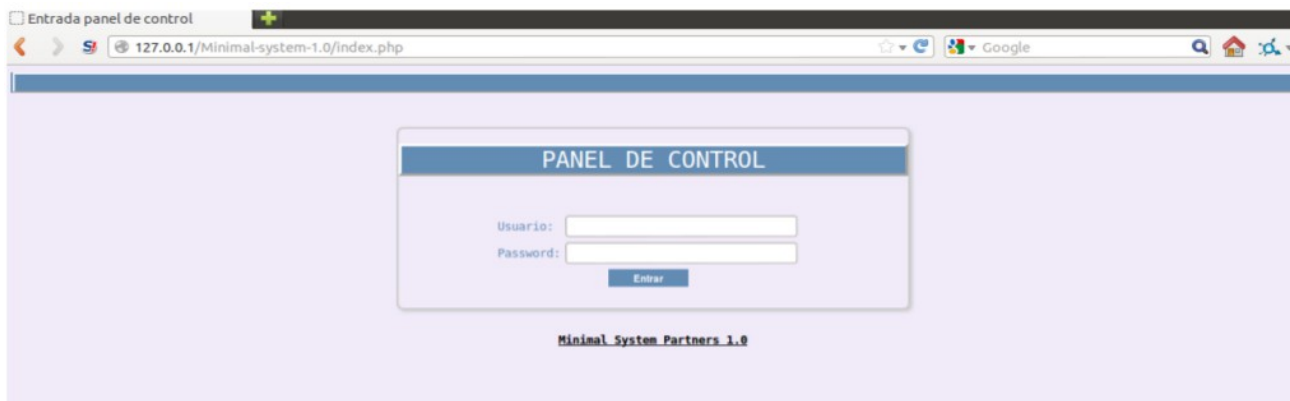 Entrada panel de control
127.0.0.1/Minimal-system-1.0/index.php
Google
PANEL DE CONTROL
Usuario:
Password:
Entrar
Minimal System Partners 1.0